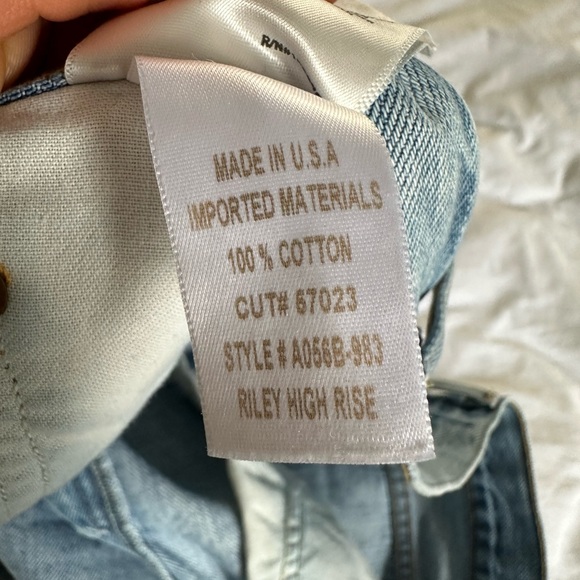 R/N#
MADE IN U.S.A
IMPORTED MATERIALS
100 % COTTON
CUT# 67023
STYLE # A056B-983
RILEY HIGH RISE